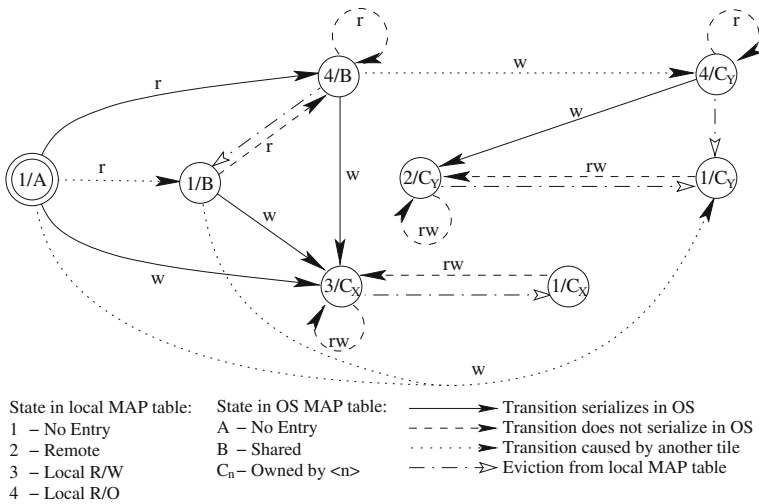 r
r
4/B
w
4/C_Y
r
w
r
1/A
r
1/B
w
2/C_Y
rw
1/C_Y
w
rw
w
3/C_X
rw
1/C_X
rw
w
State in local MAP table:
1 – No Entry
2 – Remote
3 – Local R/W
4 – Local R/O
State in OS MAP table:
A – No Entry
B – Shared
C_n – Owned by <n>
Transition serializes in OS
Transition does not serialize in OS
Transition caused by another tile
Eviction from local MAP table